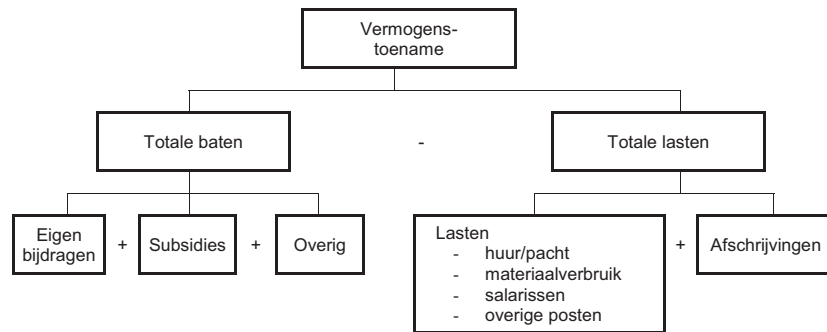 Vermogens-
toename
Totale baten
-
Totale lasten
Eigen
bijdragen
+
Subsidies
+
Overig
Lasten
- huur/pacht
- materiaalverbruik
- salarissen
- overige posten
+
Afschrijvingen